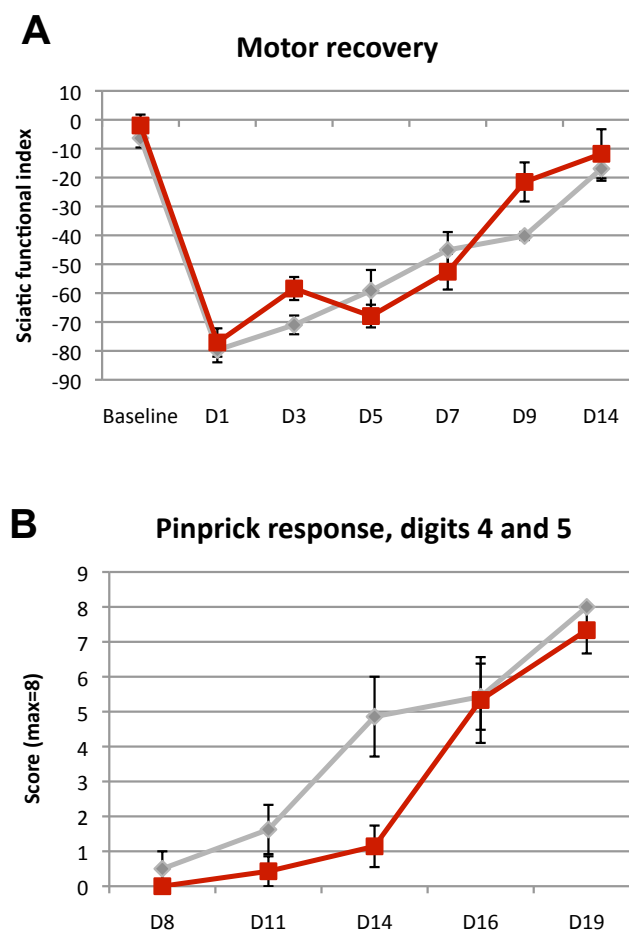 A
Motor recovery
10
0
-10
-20
-30
-40
-50
-60
-70
-80
-90
Sciatic functional index
Baseline D1 D3 D5 D7 D9 D14
B
Pinprick response, digits 4 and 5
9
8
7
6
5
4
3
2
1
0
Score (max=8)
D8 D11 D14 D16 D19